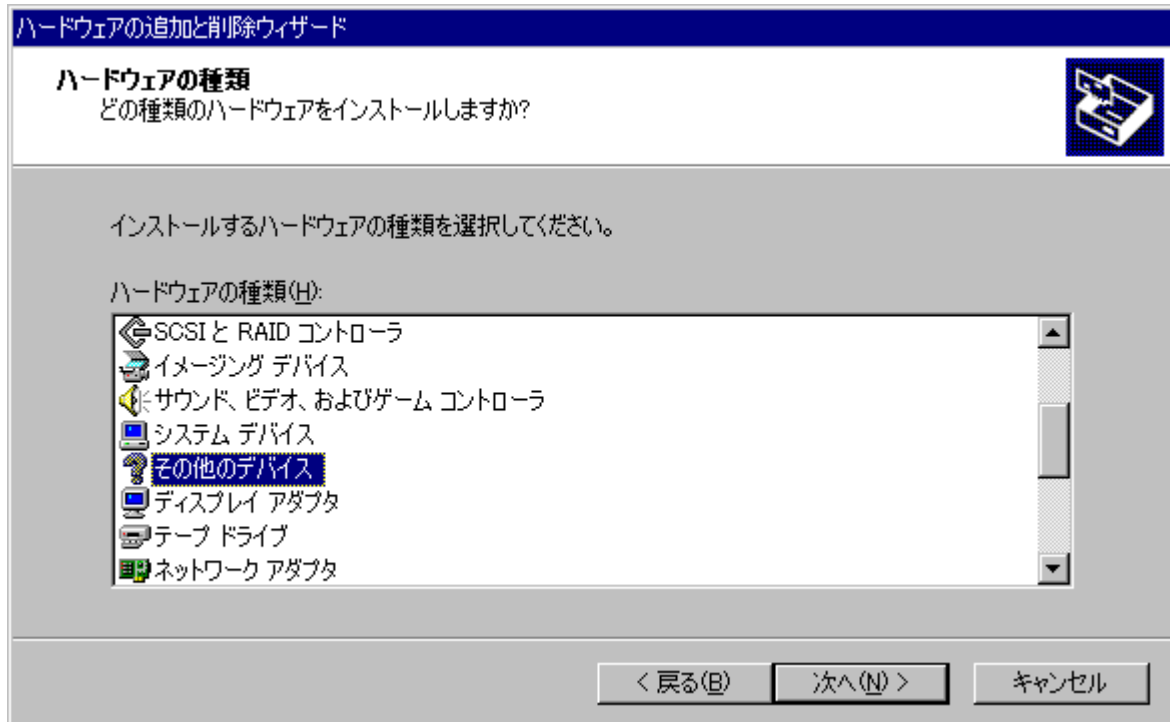 ハードウェアの追加と削除ウィザード
ハードウェアの種類
どの種類のハードウェアをインストールしますか?
インストールするハードウェアの種類を選択してください。
ハードウェアの種類(H):
SCSI と RAID コントローラ
イメージング デバイス
サウンド、ビデオ、およびゲーム コントローラ
システム デバイス
その他のデバイス
ディスプレイ アダプタ
テープ ドライブ
ネットワーク アダプタ
< 戻る(B) 次へ(N) > キャンセル